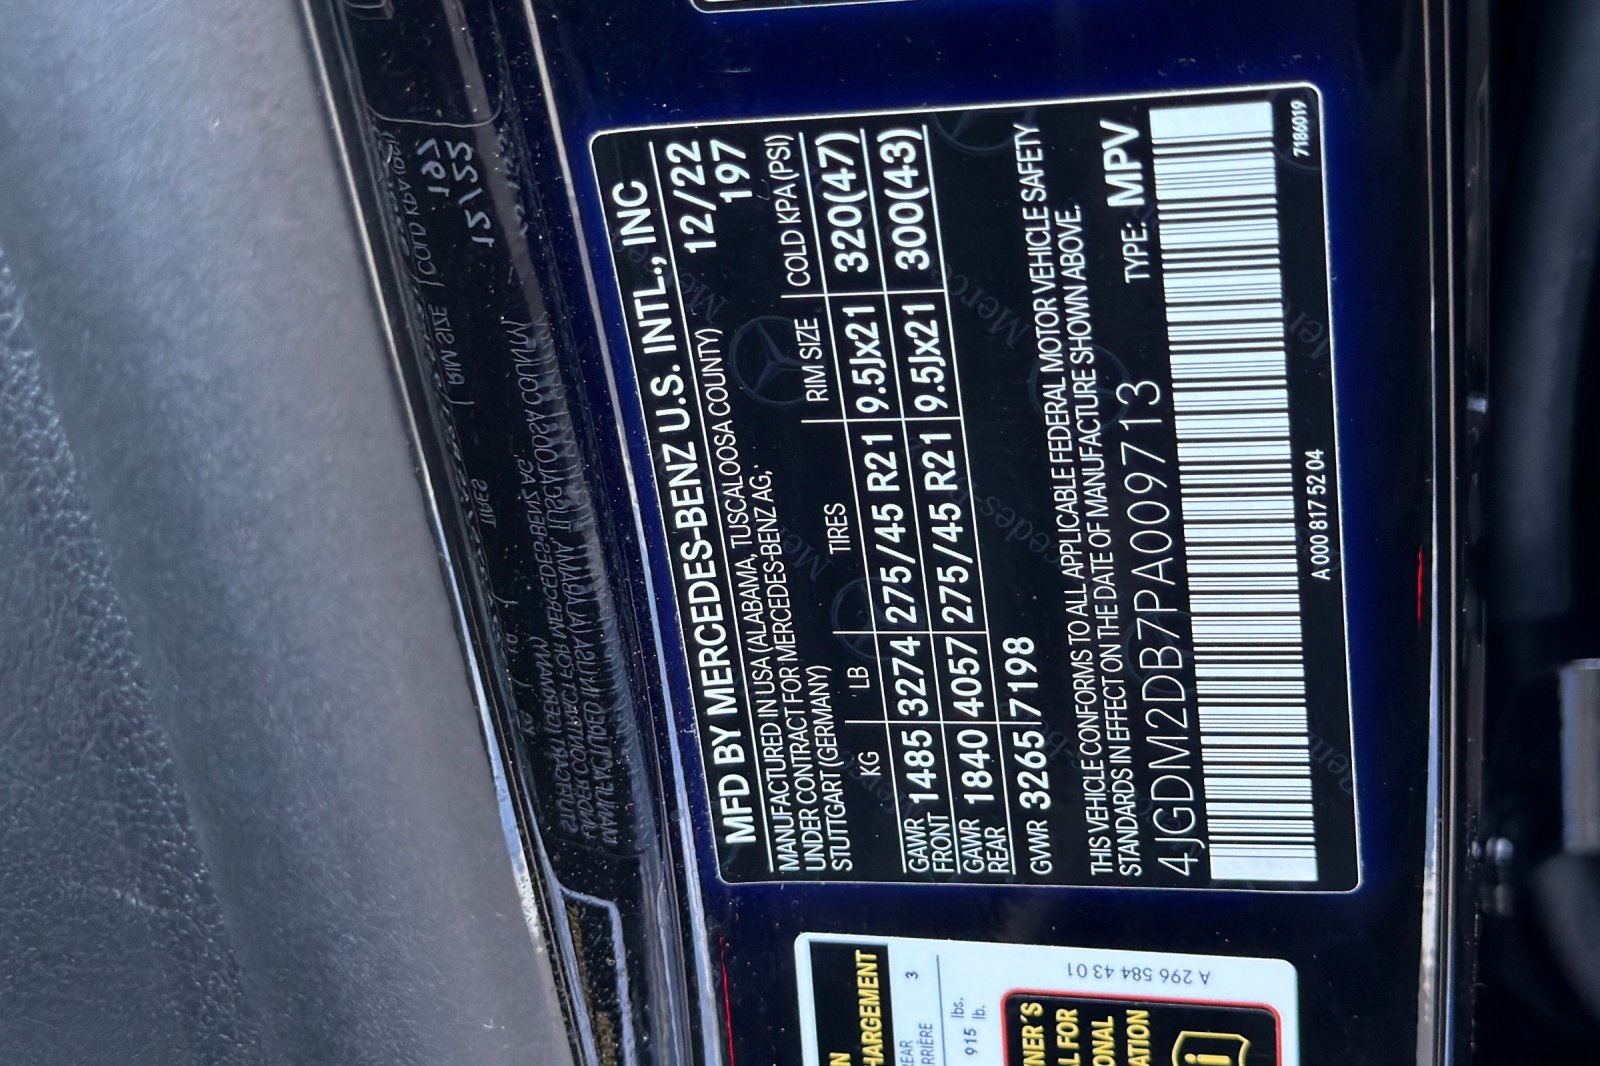 MFD BY MERCEDES-BENZ U.S. INTL., INC
MANUFACTURED IN USA (ALABAMA, TUSCALOOSA COUNTY) 12/22
UNDER CONTRACT FOR MERCEDES-BENZ AG, 197
STUTTGART (GERMANY)
KG LB TIRES RIM SIZE COLD KPA(PSI)
GAWR FRONT 1485 3274 275/45 R21 9.5Jx21 320(47)
GAWR REAR 1840 4057 275/45 R21 9.5Jx21 300(43)
GVWR 3265 7198
THIS VEHICLE CONFORMS TO ALL APPLICABLE FEDERAL MOTOR VEHICLE SAFETY
STANDARDS IN EFFECT ON THE DATE OF MANUFACTURE SHOWN ABOVE.
4JGDM2DB7PA009713 TYPE: MPV
A 000 817 52 04 7186019
A 296 584 43 01
3
915 lbs.
lb.